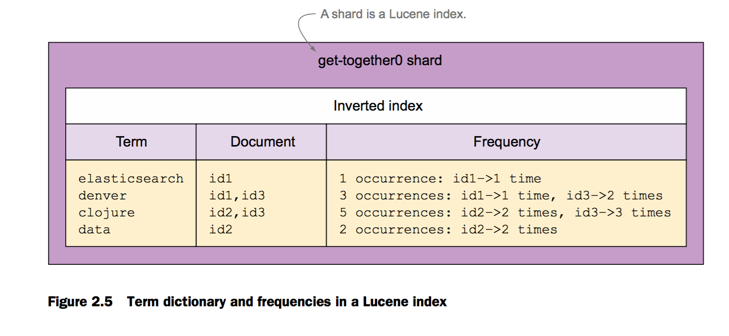 A shard is a Lucene index.
get-together0 shard
Inverted index
Term Document Frequency
elasticsearch id1 1 occurrence: id1->1 time
denver id1,id3 3 occurrences: id1->1 time, id3->2 times
clojure id2,id3 5 occurrences: id2->2 times, id3->3 times
data id2 2 occurrences: id2->2 times
Figure 2.5 Term dictionary and frequencies in a Lucene index